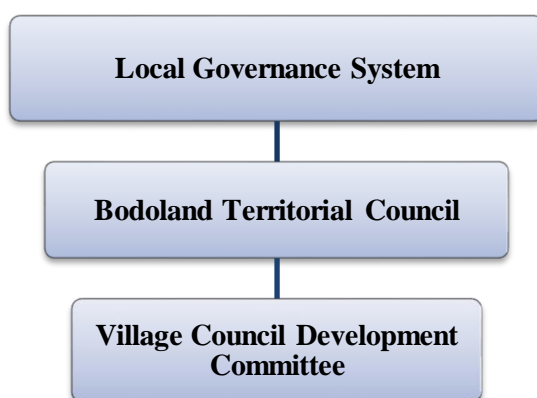 Local Governance System
Bodoland Territorial Council
Village Council Development
Committee